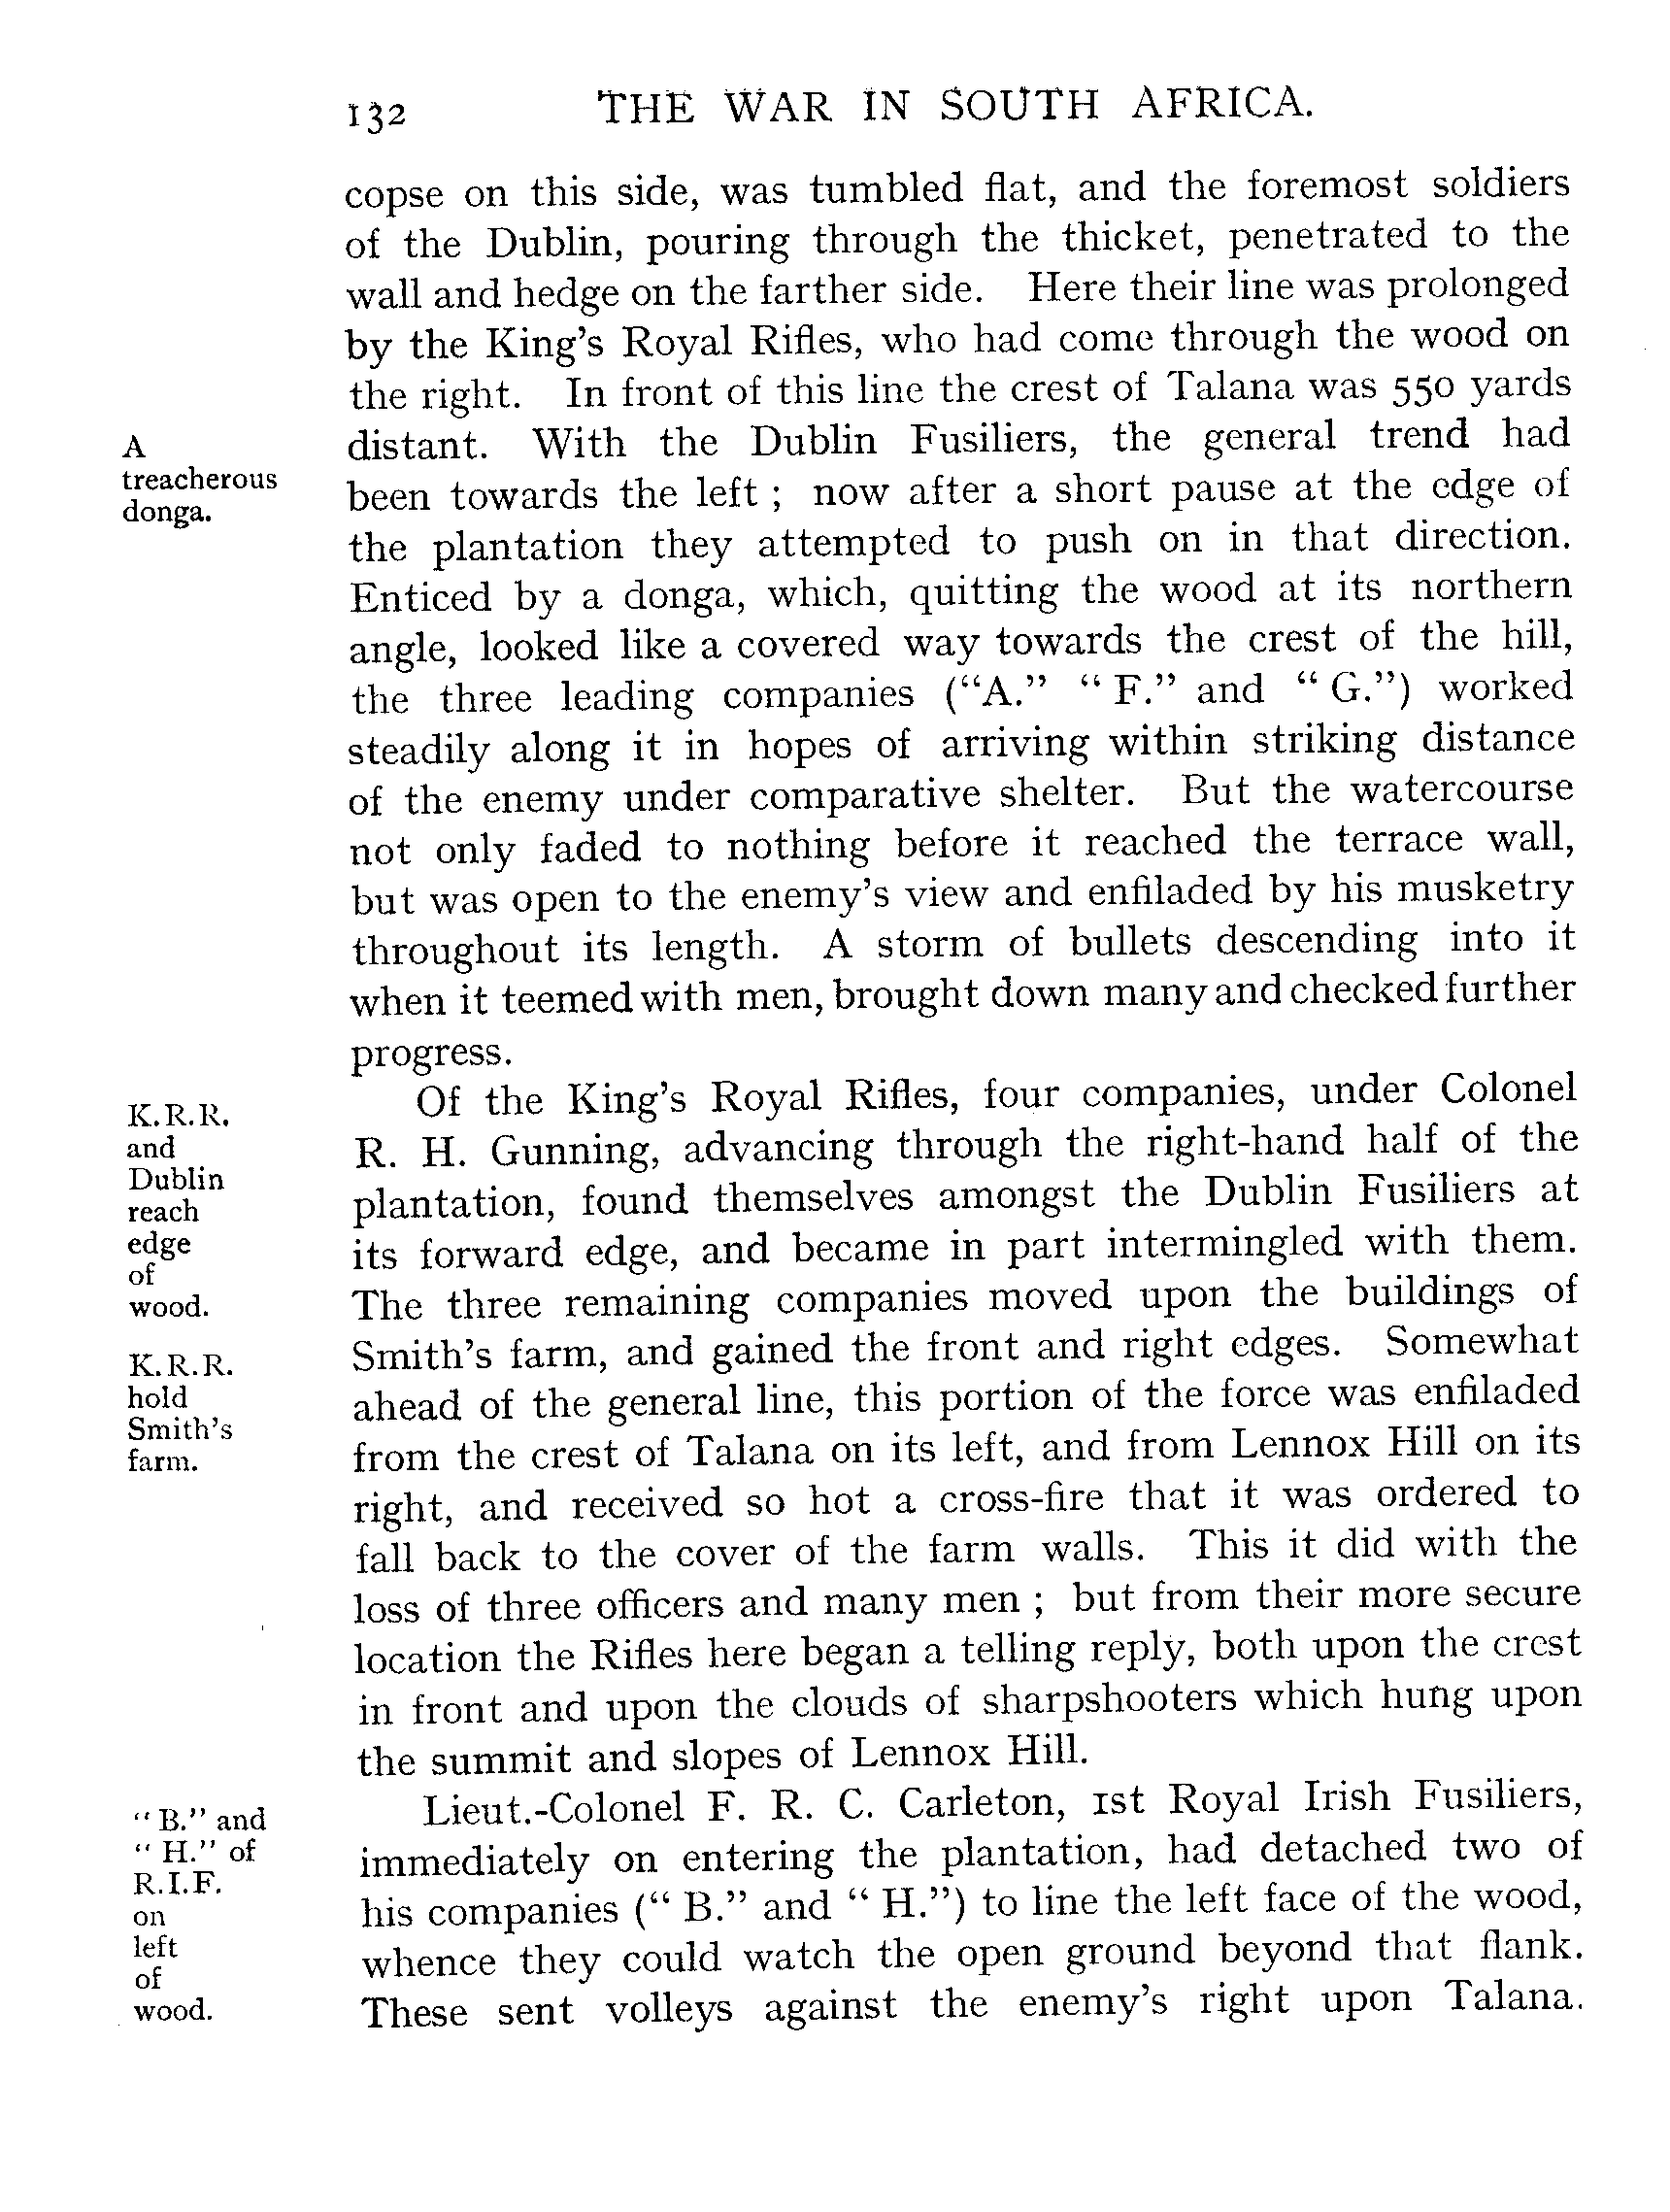 132 THE WAR IN SOUTH AFRICA.
copse on this side, was tumbled flat, and the foremost soldiers
of the Dublin, pouring through the thicket, penetrated to the
wall and hedge on the farther side. Here their line was prolonged
by the King's Royal Rifles, who had come through the wood on
the right. In front of this line the crest of Talana was 550 yards
A
treacherous
donga.
distant. With the Dublin Fusiliers, the general trend had
been towards the left ; now after a short pause at the edge of
the plantation they attempted to push on in that direction.
Enticed by a donga, which, quitting the wood at its northern
angle, looked like a covered way towards the crest of the hill,
the three leading companies (“A.” “ F.” and “ G.”) worked
steadily along it in hopes of arriving within striking distance
of the enemy under comparative shelter. But the watercourse
not only faded to nothing before it reached the terrace wall,
but was open to the enemy's view and enfiladed by his musketry
throughout its length. A storm of bullets descending into it
when it teemed with men, brought down many and checked further
progress.
K.R.R.
and
Dublin
reach
edge
of
wood.
Of the King's Royal Rifles, four companies, under Colonel
R. H. Gunning, advancing through the right-hand half of the
plantation, found themselves amongst the Dublin Fusiliers at
its forward edge, and became in part intermingled with them.
The three remaining companies moved upon the buildings of
K.R.R.
hold
Smith's
farm.
Smith's farm, and gained the front and right edges. Somewhat
ahead of the general line, this portion of the force was enfiladed
from the crest of Talana on its left, and from Lennox Hill on its
right, and received so hot a cross-fire that it was ordered to
fall back to the cover of the farm walls. This it did with the
loss of three officers and many men ; but from their more secure
location the Rifles here began a telling reply, both upon the crest
in front and upon the clouds of sharpshooters which hung upon
the summit and slopes of Lennox Hill.
“ B.” and
“ H.” of
R.I.F.
on
left
of
wood.
Lieut.-Colonel F. R. C. Carleton, 1st Royal Irish Fusiliers,
immediately on entering the plantation, had detached two of
his companies (“ B.” and “ H.”) to line the left face of the wood,
whence they could watch the open ground beyond that flank.
These sent volleys against the enemy's right upon Talana.